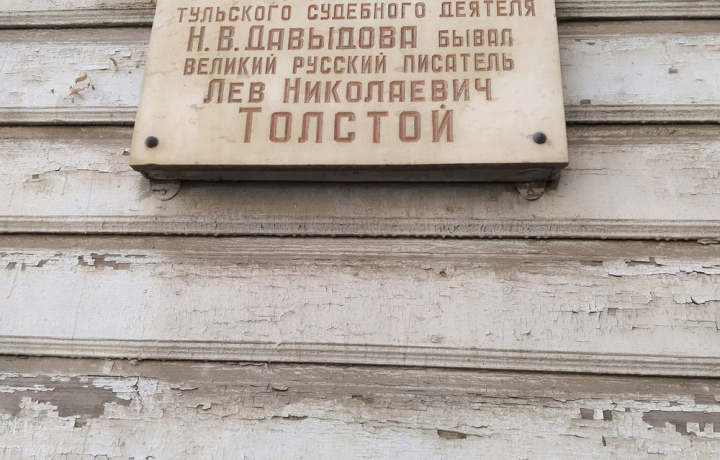 ТУЛЬСКОГО СУДЕБНОГО ДЕЯТЕЛЯ
Н. В. ДАВЫДОВА БЫВАЛ
ВЕЛИКИЙ РУССКИЙ ПИСАТЕЛЬ
ЛЕВ НИКОЛАЕВИЧ
ТОЛСТОЙ